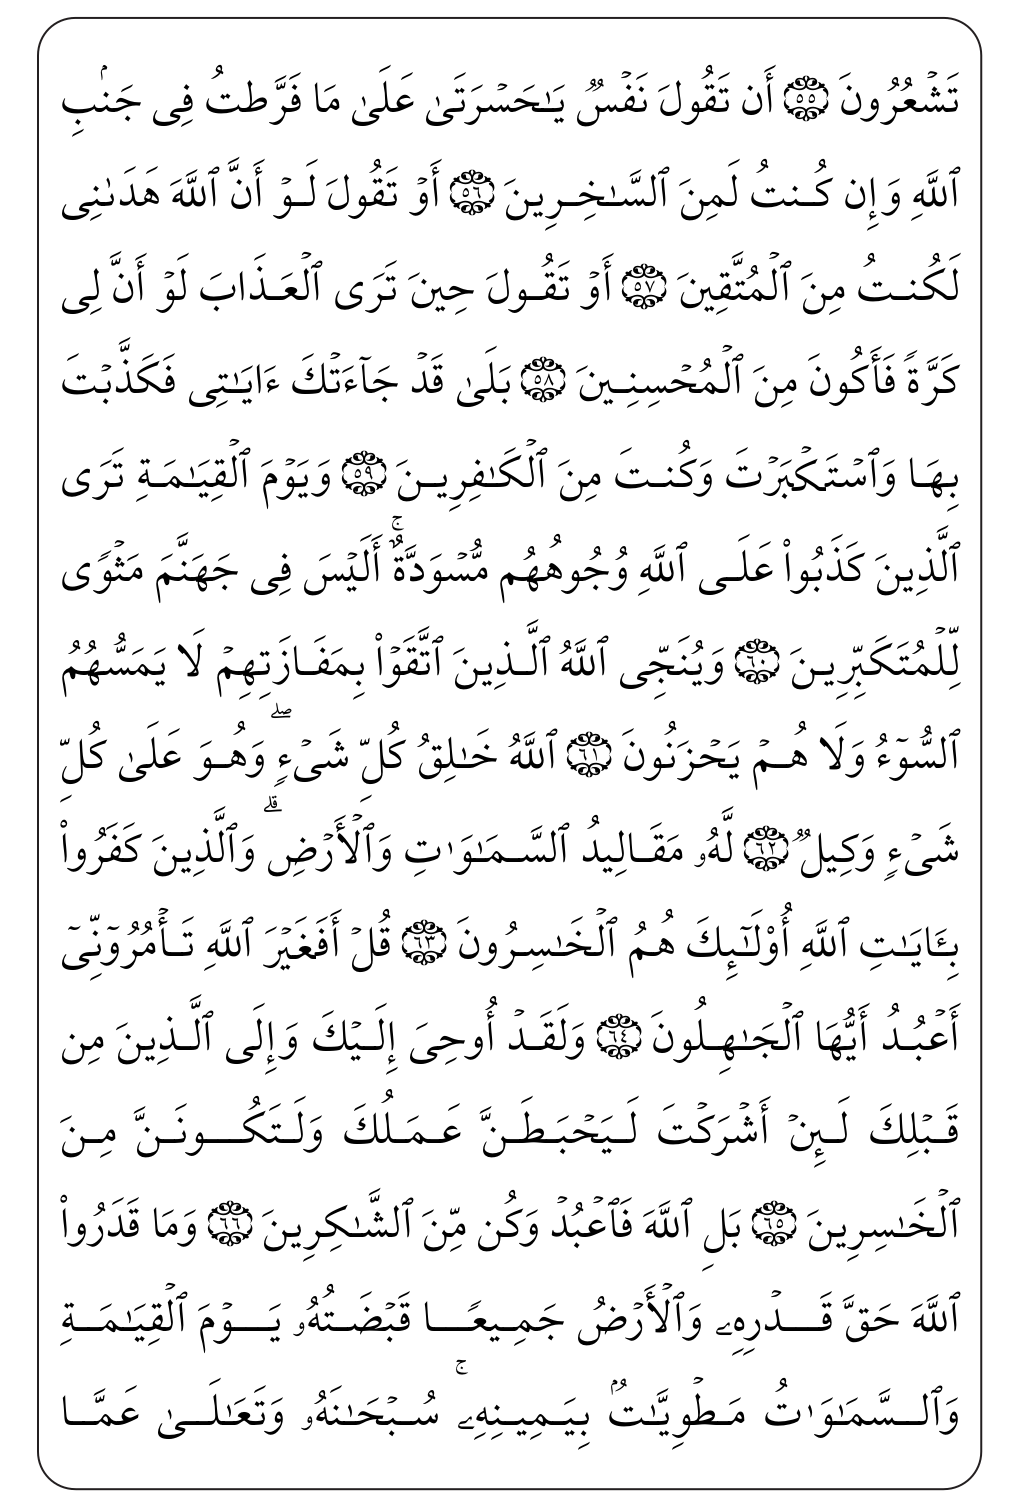 تَشۡعُرُونَ ۝٥٥ أَن تَقُولَ نَفۡسٞ يَٰحَسۡرَتَىٰ عَلَىٰ مَا فَرَّطتُ فِي جَنۢبِ
ٱللَّهِ وَإِن كُنتُ لَمِنَ ٱلسَّٰخِرِينَ ۝٥٦ أَوۡ تَقُولَ لَوۡ أَنَّ ٱللَّهَ هَدَىٰنِي
لَكُنتُ مِنَ ٱلۡمُتَّقِينَ ۝٥٧ أَوۡ تَقُولَ حِينَ تَرَى ٱلۡعَذَابَ لَوۡ أَنَّ لِي
كَرَّةٗ فَأَكُونَ مِنَ ٱلۡمُحۡسِنِينَ ۝٥٨ بَلَىٰ قَدۡ جَآءَتۡكَ ءَايَٰتِي فَكَذَّبۡتَ
بِهَا وَٱسۡتَكۡبَرۡتَ وَكُنتَ مِنَ ٱلۡكَٰفِرِينَ ۝٥٩ وَيَوۡمَ ٱلۡقِيَٰمَةِ تَرَى
ٱلَّذِينَ كَذَبُواْ عَلَى ٱللَّهِ وُجُوهُهُم مُّسۡوَدَّةٌۚ أَلَيۡسَ فِي جَهَنَّمَ مَثۡوٗى
لِّلۡمُتَكَبِّرِينَ ۝٦٠ وَيُنَجِّي ٱللَّهُ ٱلَّذِينَ ٱتَّقَوۡاْ بِمَفَازَتِهِمۡ لَا يَمَسُّهُمُ
ٱلسُّوٓءُ وَلَا هُمۡ يَحۡزَنُونَ ۝٦١ ٱللَّهُ خَٰلِقُ كُلِّ شَيۡءٖۖ وَهُوَ عَلَىٰ كُلِّ
شَيۡءٖ وَكِيلٞ ۝٦٢ لَّهُۥ مَقَالِيدُ ٱلسَّمَٰوَٰتِ وَٱلۡأَرۡضِۗ وَٱلَّذِينَ كَفَرُواْ
بِـَٔايَٰتِ ٱللَّهِ أُوْلَٰٓئِكَ هُمُ ٱلۡخَٰسِرُونَ ۝٦٣ قُلۡ أَفَغَيۡرَ ٱللَّهِ تَأۡمُرُوٓنِّيٓ
أَعۡبُدُ أَيُّهَا ٱلۡجَٰهِلُونَ ۝٦٤ وَلَقَدۡ أُوحِيَ إِلَيۡكَ وَإِلَى ٱلَّذِينَ مِن
قَبۡلِكَ لَئِنۡ أَشۡرَكۡتَ لَيَحۡبَطَنَّ عَمَلُكَ وَلَتَكُونَنَّ مِنَ
ٱلۡخَٰسِرِينَ ۝٦٥ بَلِ ٱللَّهَ فَٱعۡبُدۡ وَكُن مِّنَ ٱلشَّٰكِرِينَ ۝٦٦ وَمَا قَدَرُواْ
ٱللَّهَ حَقَّ قَدۡرِهِۦ وَٱلۡأَرۡضُ جَمِيعٗا قَبۡضَتُهُۥ يَوۡمَ ٱلۡقِيَٰمَةِ
وَٱلسَّمَٰوَٰتُ مَطۡوِيَّٰتُۢ بِيَمِينِهِۦۚ سُبۡحَٰنَهُۥ وَتَعَٰلَىٰ عَمَّا